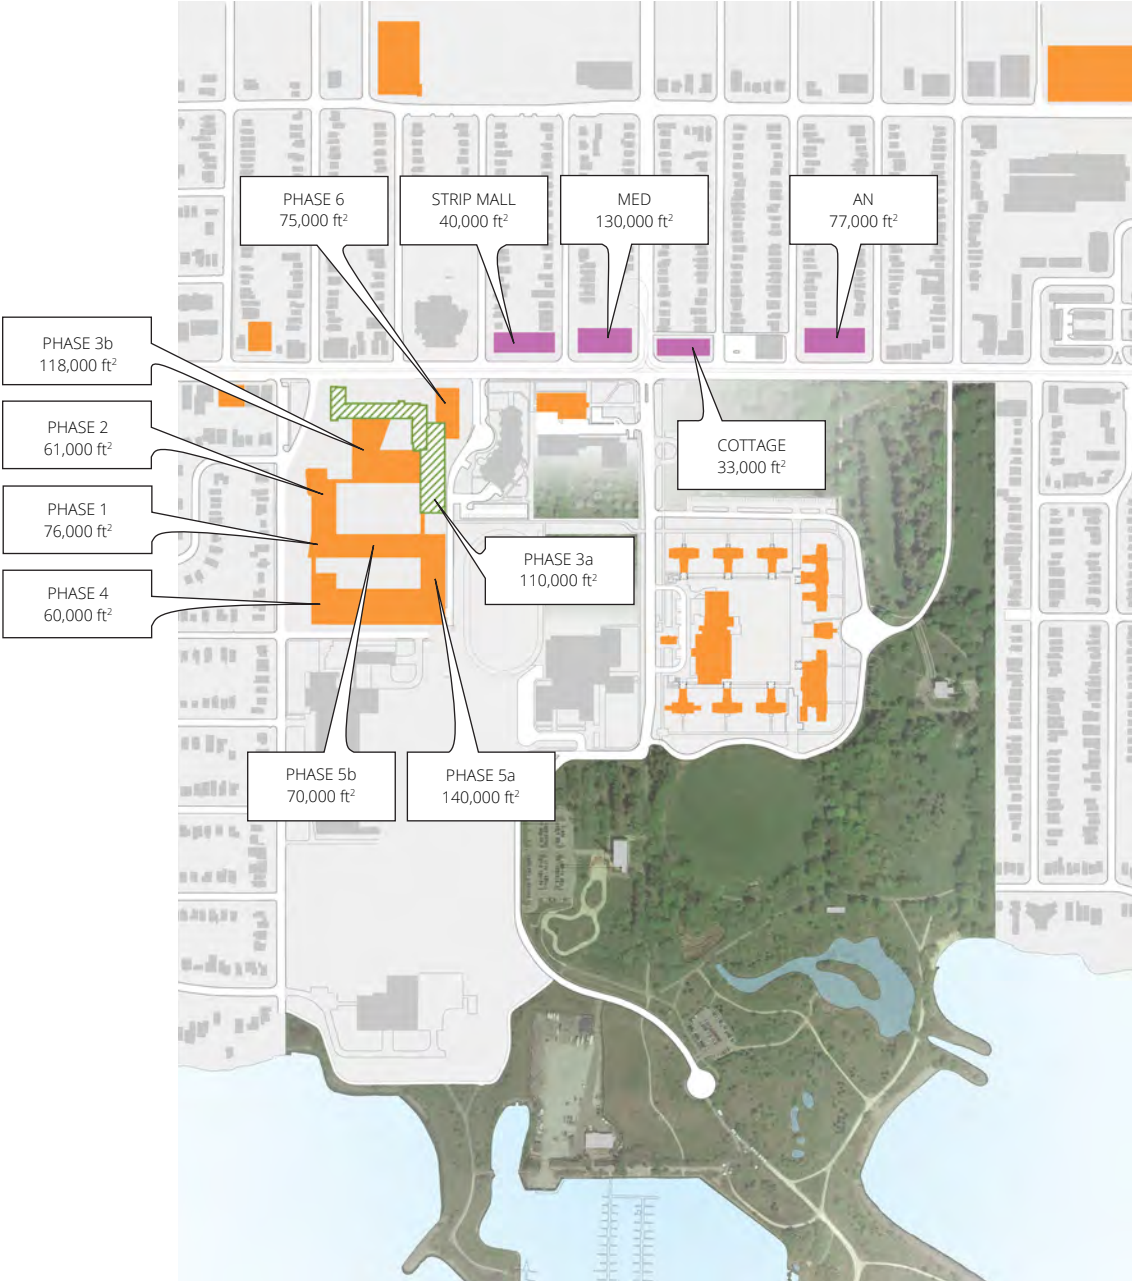 PHASE 6
75,000 ft²
STRIP MALL
40,000 ft²
MED
130,000 ft²
AN
77,000 ft²
PHASE 3b
118,000 ft²
PHASE 2
61,000 ft²
COTTAGE
33,000 ft²
PHASE 1
76,000 ft²
PHASE 3a
110,000 ft²
PHASE 4
60,000 ft²
PHASE 5b
70,000 ft²
PHASE 5a
140,000 ft²